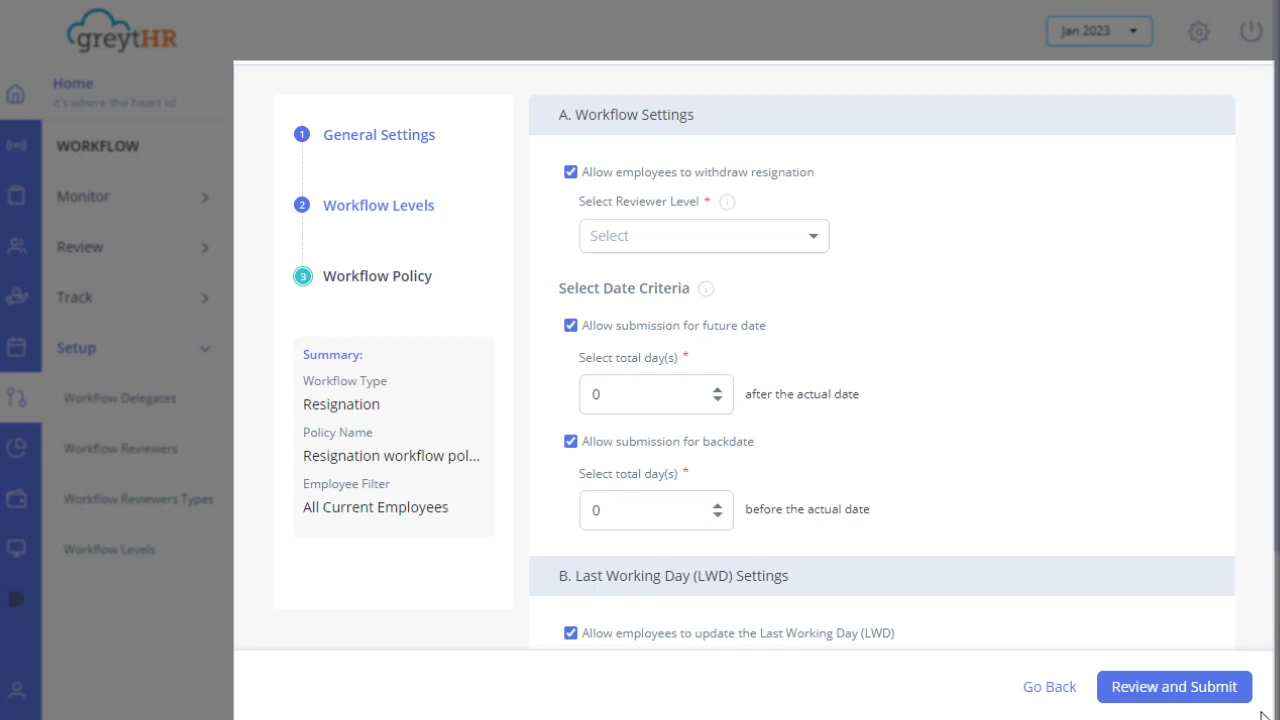 greytHR
Jan 2023
Home
it's where the heart is!
WORKFLOW
Monitor
Review
Track
Setup
Workflow Delegates
Workflow Reviewers
Workflow Reviewers Types
Workflow Levels
1 General Settings
2 Workflow Levels
3 Workflow Policy
Summary:
Workflow Type
Resignation
Policy Name
Resignation workflow pol...
Employee Filter
All Current Employees
A. Workflow Settings
Allow employees to withdraw resignation
Select Reviewer Level *
Select
Select Date Criteria
Allow submission for future date
Select total day(s) *
0 after the actual date
Allow submission for backdate
Select total day(s) *
0 before the actual date
B. Last Working Day (LWD) Settings
Allow employees to update the Last Working Day (LWD)
Go Back
Review and Submit